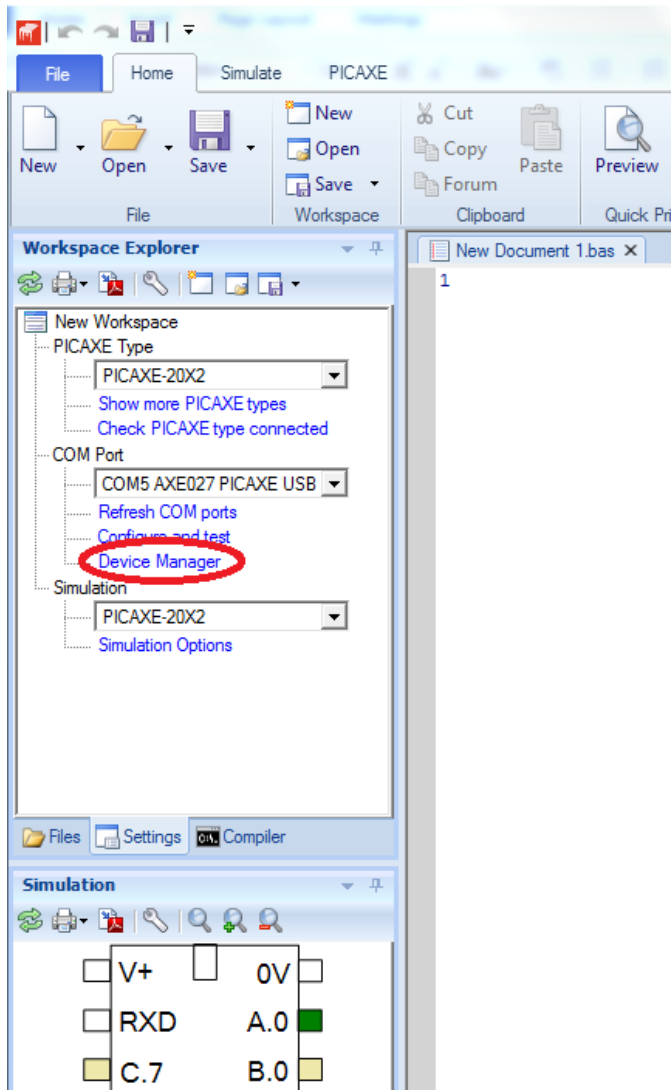 File Home Simulate PICAXE
New Open Save
New
Open
Save
Cut
Copy
Forum
Paste
Preview
File Workspace Clipboard Quick Pri
Workspace Explorer
New Document 1.bas
1
New Workspace
PICAXE Type
PICAXE-20X2
Show more PICAXE types
Check PICAXE type connected
COM Port
COM5 AXE027 PICAXE USB
Refresh COM ports
Configure and test
Device Manager
Simulation
PICAXE-20X2
Simulation Options
Files Settings Compiler
Simulation
V+ 0V
RXD A.0
C.7 B.0